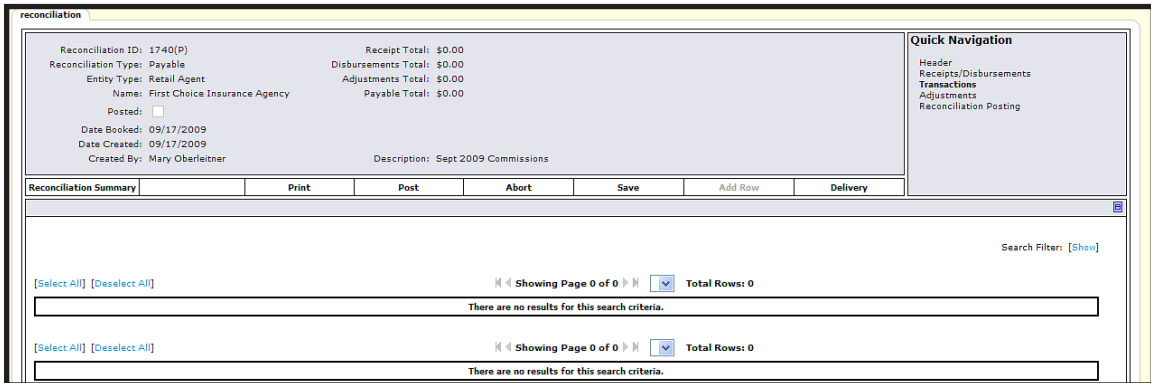 reconciliation
Reconciliation ID: 1740(P) Receipt Total: $0.00
Reconciliation Type: Payable Disbursements Total: $0.00
Entity Type: Retail Agent Adjustments Total: $0.00
Name: First Choice Insurance Agency Payable Total: $0.00
Posted:
Date Booked: 09/17/2009
Date Created: 09/17/2009
Created By: Mary Oberleitner Description: Sept 2009 Commissions
Quick Navigation
Header
Receipts/Disbursements
Transactions
Adjustments
Reconciliation Posting
Reconciliation Summary Print Post Abort Save Add Row Delivery
Search Filter: [Show]
[Select All] [Deselect All] Showing Page 0 of 0 Total Rows: 0
There are no results for this search criteria.
[Select All] [Deselect All] Showing Page 0 of 0 Total Rows: 0
There are no results for this search criteria.